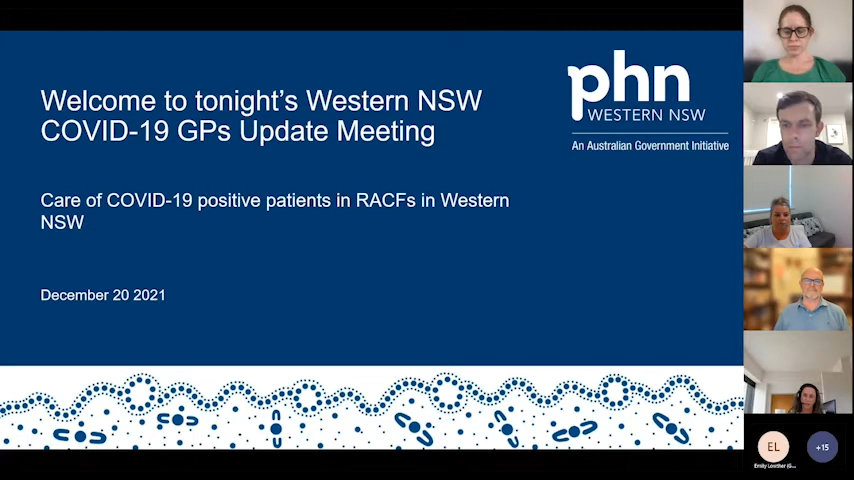 Welcome to tonight's Western NSW
COVID-19 GPs Update Meeting
Care of COVID-19 positive patients in RACFs in Western
NSW
December 20 2021
phn
WESTERN NSW
An Australian Government Initiative
EL
+15
Emily